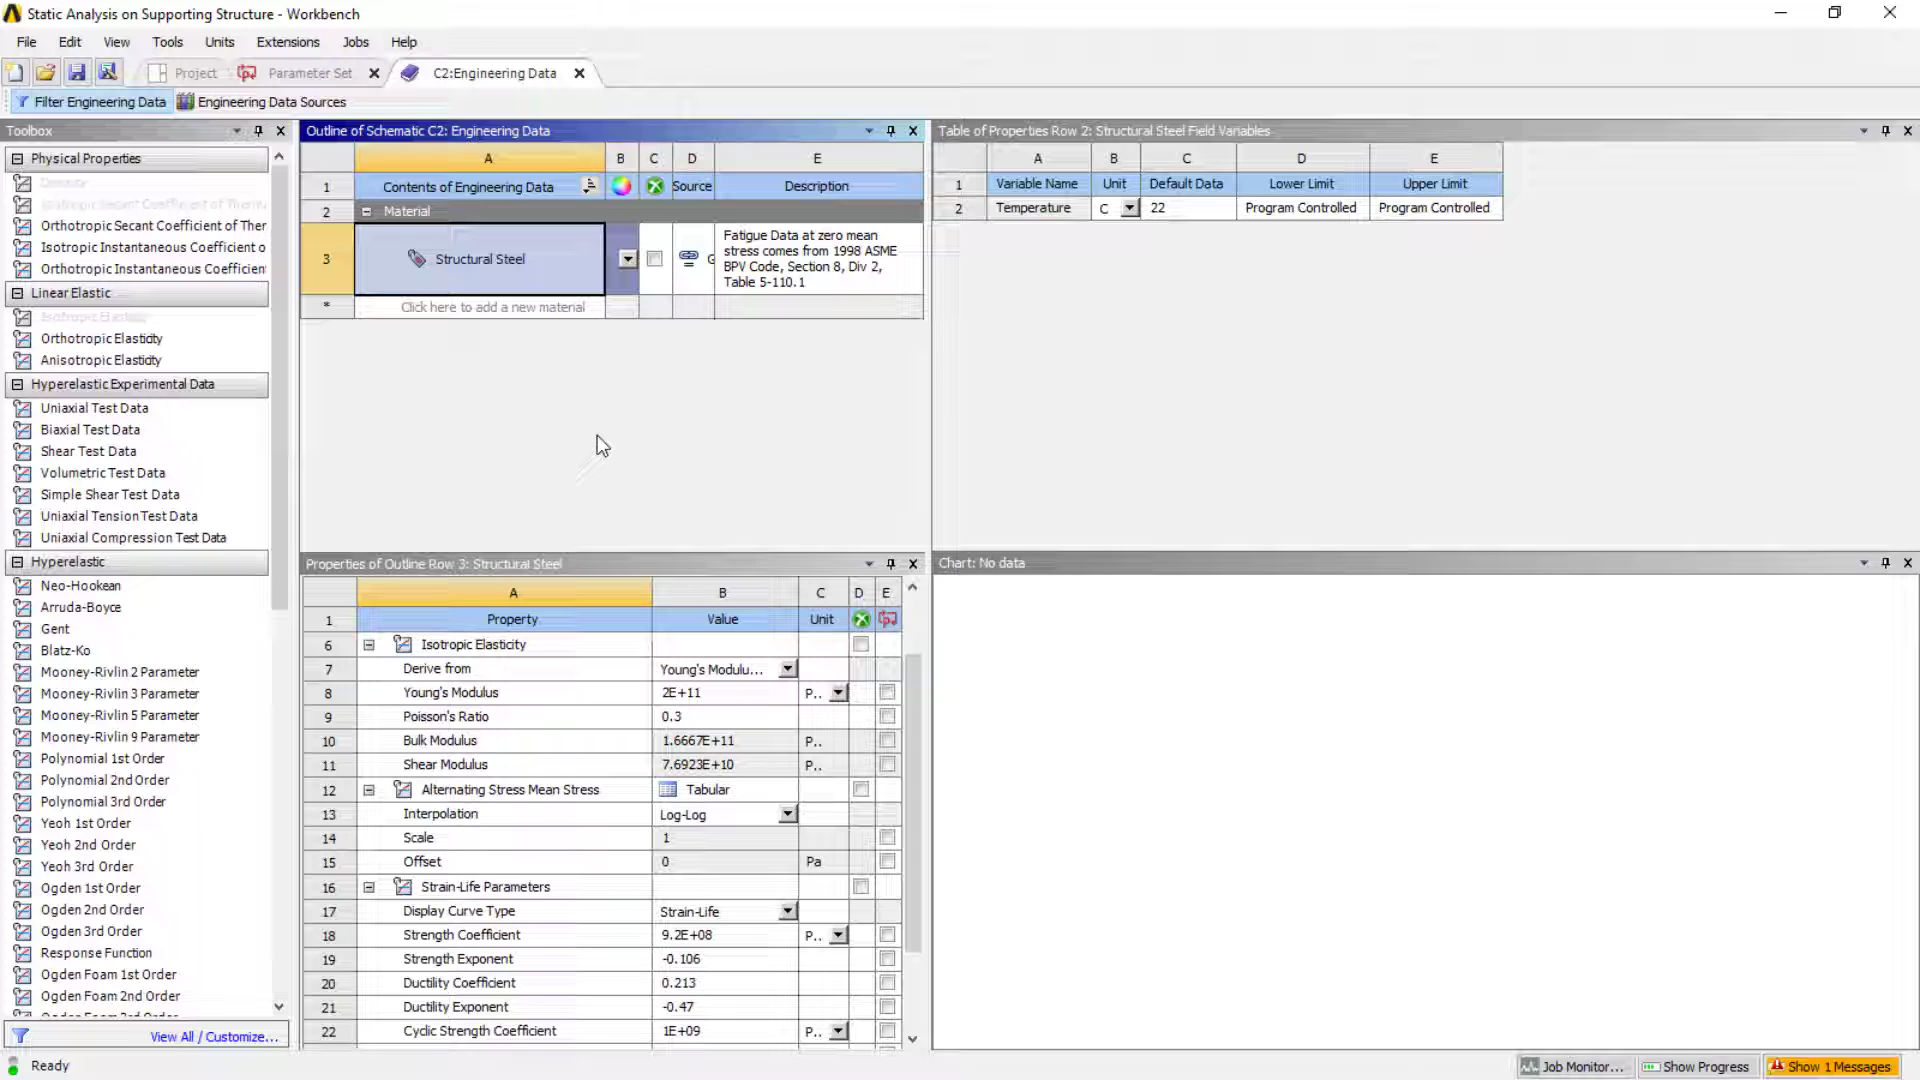 Static Analysis on Supporting Structure - Workbench
File Edit View Tools Units Extensions Jobs Help
Project Parameter Set C2:Engineering Data
Filter Engineering Data Engineering Data Sources
Toolbox
Physical Properties
Density
Isotropic Secant Coefficient of Therm
Orthotropic Secant Coefficient of Ther
Isotropic Instantaneous Coefficient o
Orthotropic Instantaneous Coefficien
Linear Elastic
Isotropic Elasticity
Orthotropic Elasticity
Anisotropic Elasticity
Hyperelastic Experimental Data
Uniaxial Test Data
Biaxial Test Data
Shear Test Data
Volumetric Test Data
Simple Shear Test Data
Uniaxial Tension Test Data
Uniaxial Compression Test Data
Hyperelastic
Neo-Hookean
Arruda-Boyce
Gent
Blatz-Ko
Mooney-Rivlin 2 Parameter
Mooney-Rivlin 3 Parameter
Mooney-Rivlin 5 Parameter
Mooney-Rivlin 9 Parameter
Polynomial 1st Order
Polynomial 2nd Order
Polynomial 3rd Order
Yeoh 1st Order
Yeoh 2nd Order
Yeoh 3rd Order
Ogden 1st Order
Ogden 2nd Order
Ogden 3rd Order
Response Function
Ogden Foam 1st Order
Ogden Foam 2nd Order
View All / Customize...
Outline of Schematic C2: Engineering Data
A B C D E
1 Contents of Engineering Data Source Description
2 Material
3 Structural Steel G
Fatigue Data at zero mean
stress comes from 1998 ASME
BPV Code, Section 8, Div 2,
Table 5-110.1
* Click here to add a new material
Properties of Outline Row 3: Structural Steel
A B C D E
1 Property Value Unit
6 Isotropic Elasticity
7 Derive from Young's Modulu...
8 Young's Modulus 2E+11 P..
9 Poisson's Ratio 0.3
10 Bulk Modulus 1.6667E+11 P..
11 Shear Modulus 7.6923E+10 P..
12 Alternating Stress Mean Stress Tabular
13 Interpolation Log-Log
14 Scale 1
15 Offset 0 Pa
16 Strain-Life Parameters
17 Display Curve Type Strain-Life
18 Strength Coefficient 9.2E+08 P..
19 Strength Exponent -0.106
20 Ductility Coefficient 0.213
21 Ductility Exponent -0.47
22 Cyclic Strength Coefficient 1E+09 P..
Table of Properties Row 2: Structural Steel Field Variables
A B C D E
1 Variable Name Unit Default Data Lower Limit Upper Limit
2 Temperature C 22 Program Controlled Program Controlled
Chart: No data
Ready
Job Monitor... Show Progress Show 1 Messages